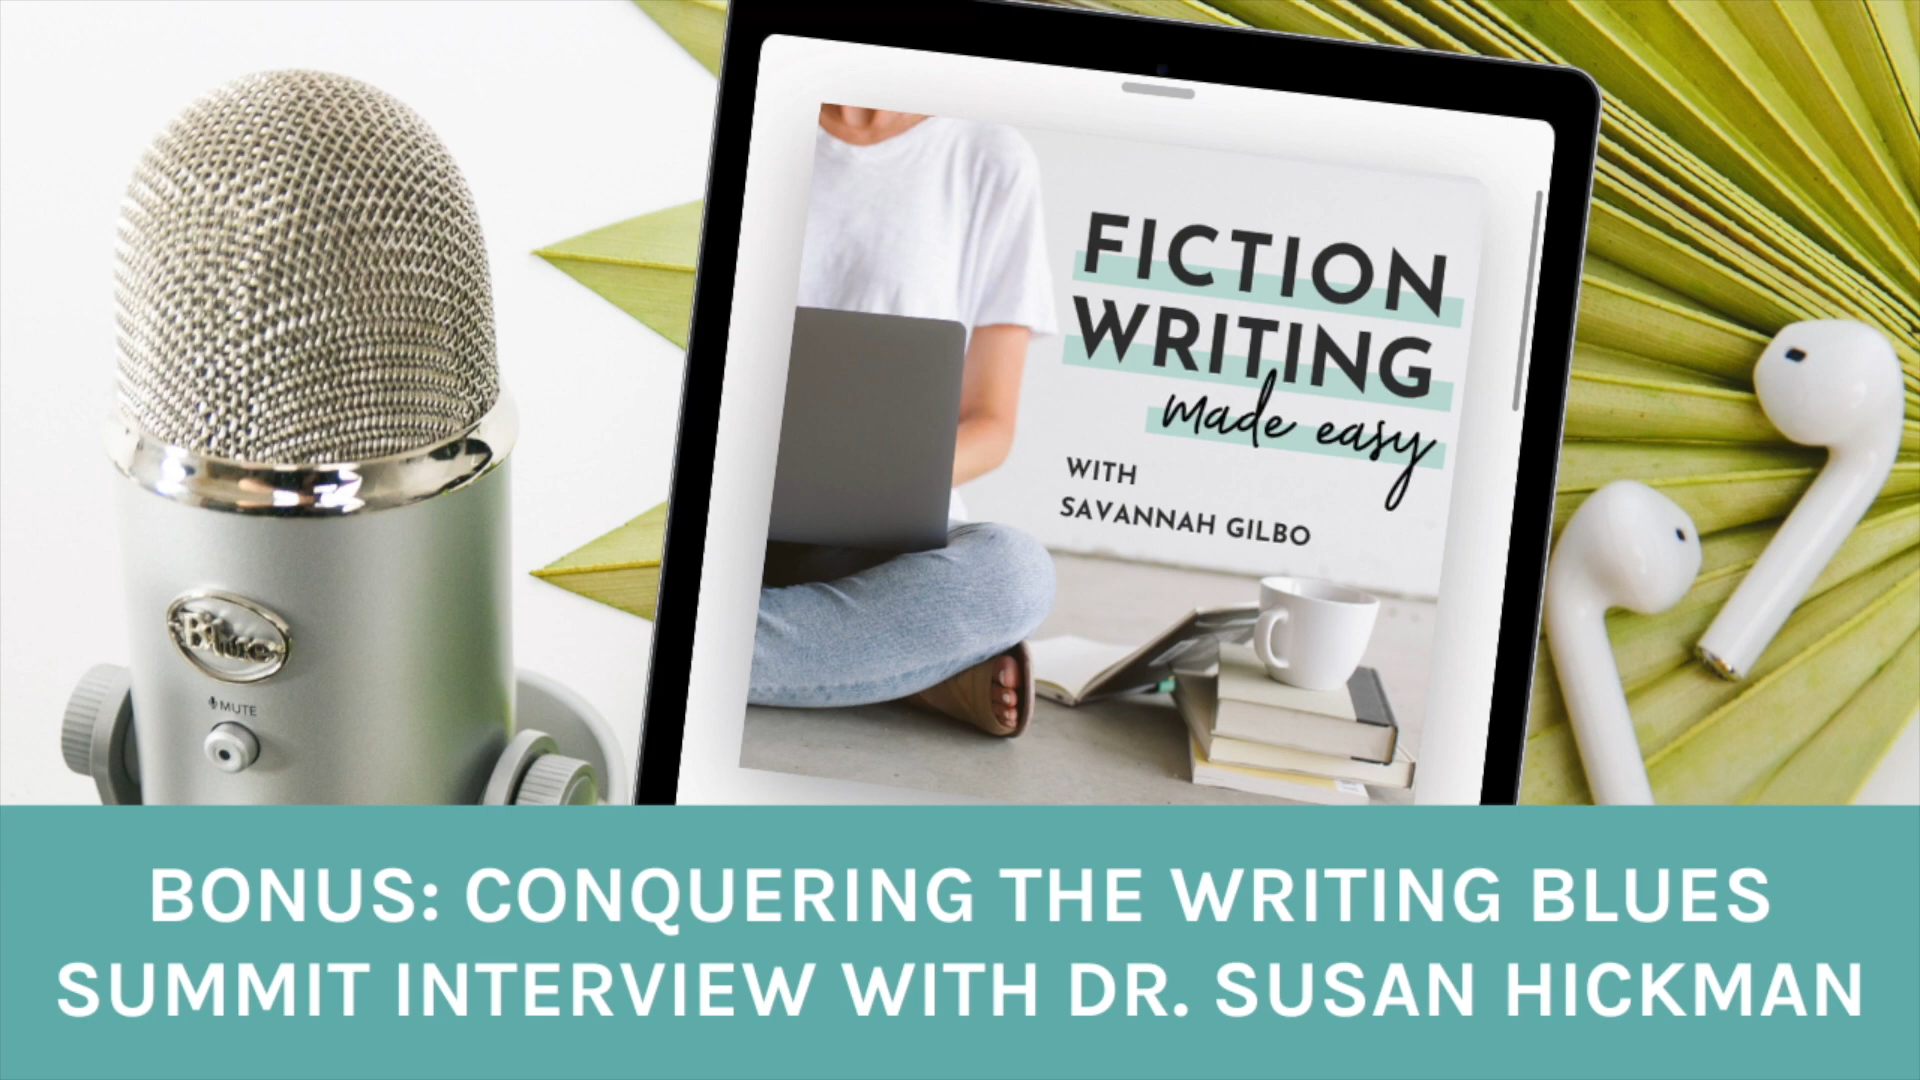 FICTION
WRITING
made easy
WITH
SAVANNAH GILBO
Blue
MUTE
BONUS: CONQUERING THE WRITING BLUES
SUMMIT INTERVIEW WITH DR. SUSAN HICKMAN